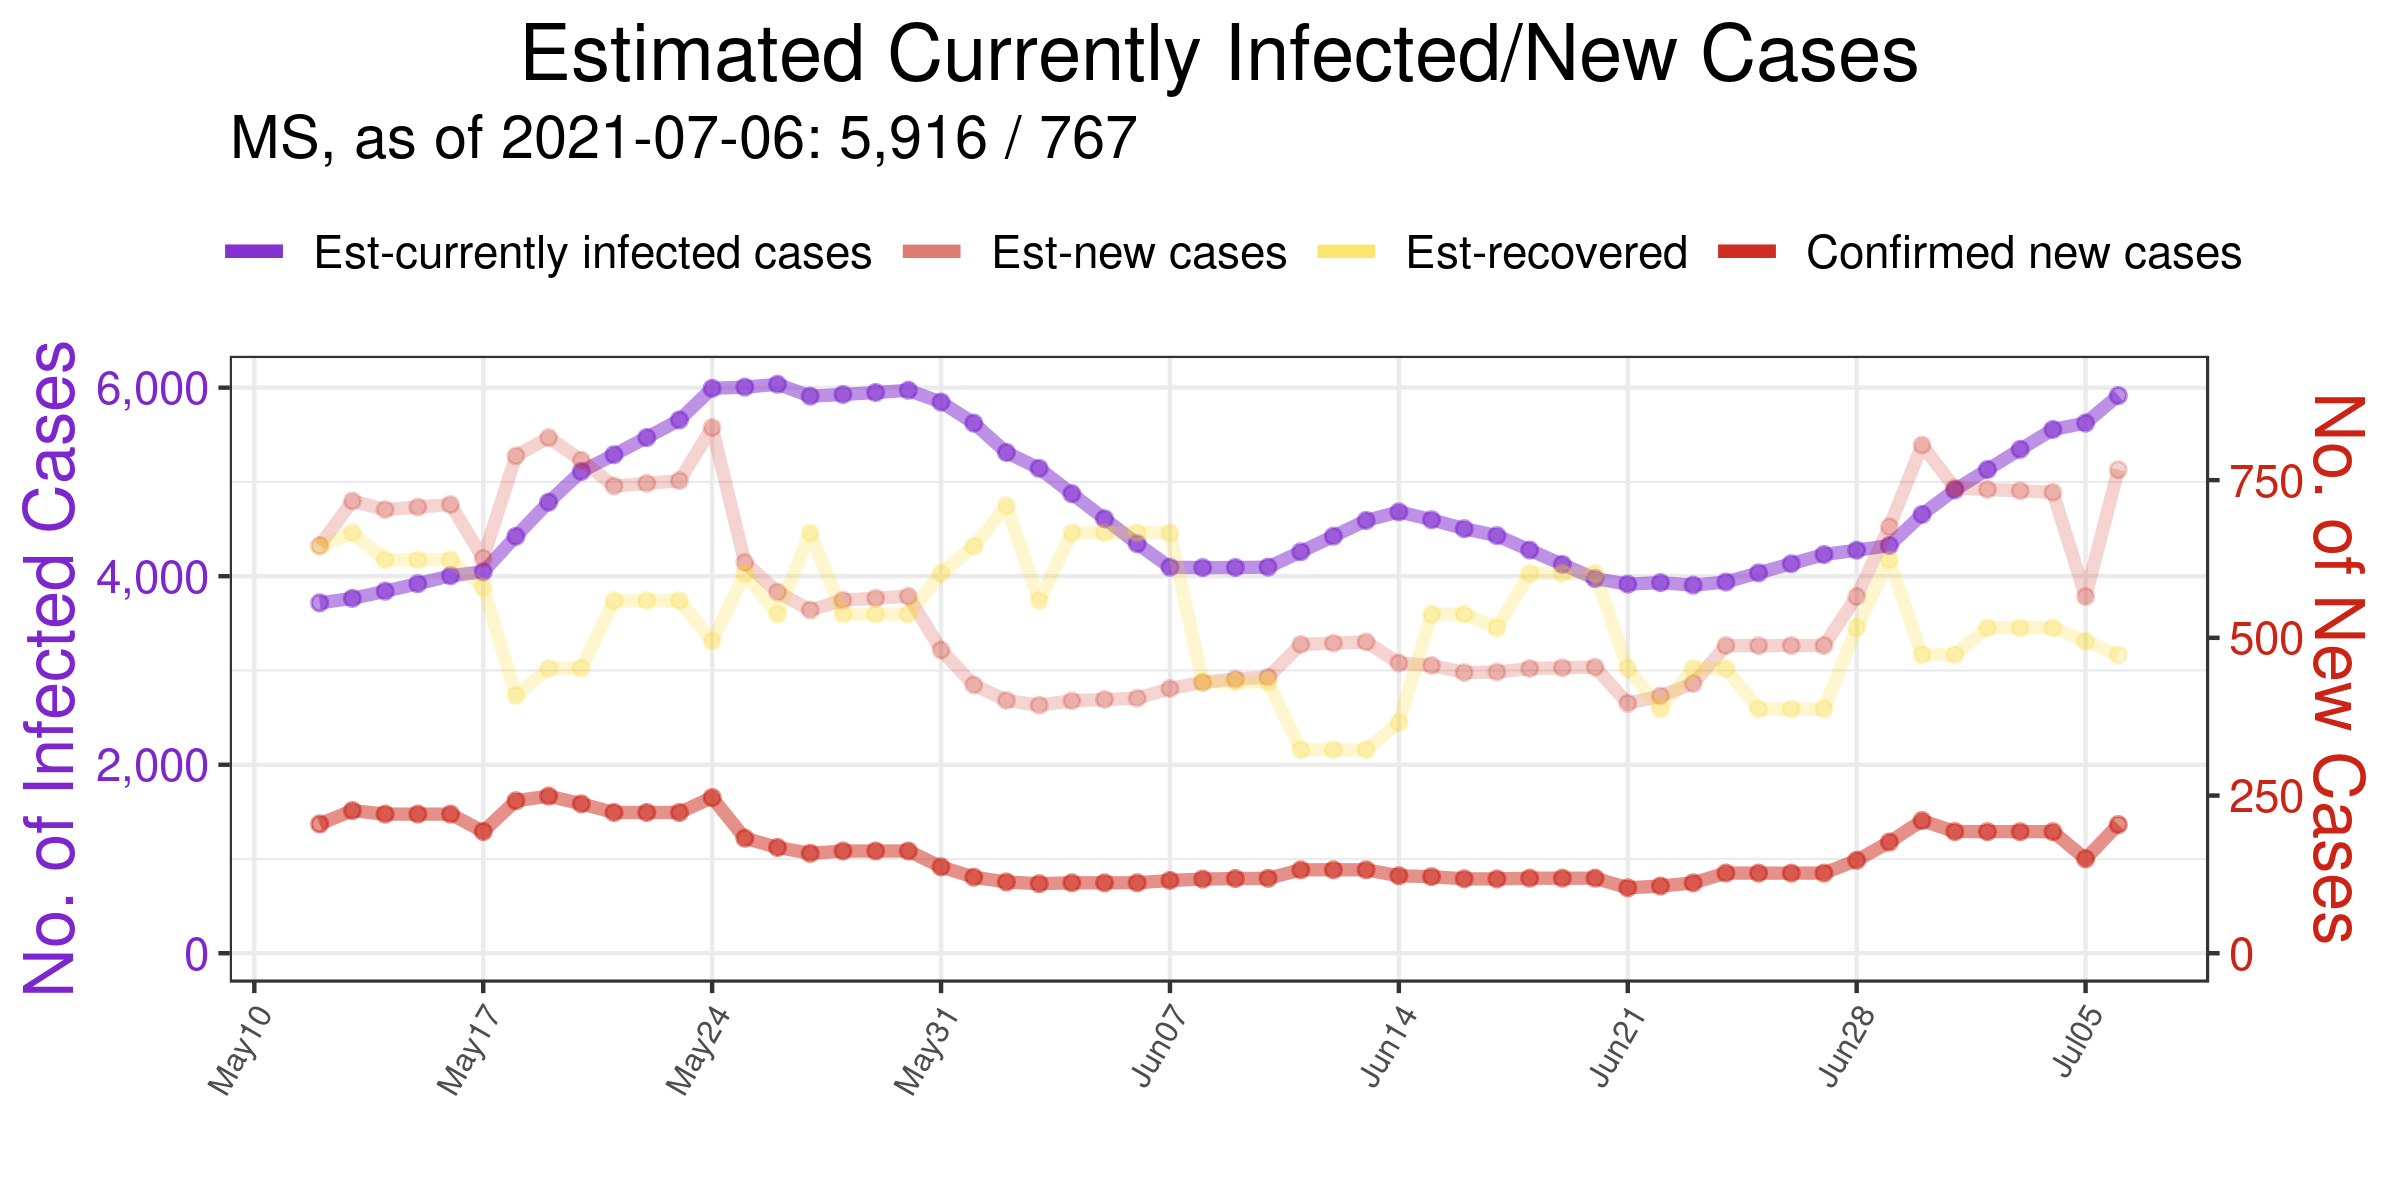 Estimated Currently Infected/New Cases
MS, as of 2021-07-06: 5,916 / 767
Est-currently infected cases Est-new cases Est-recovered Confirmed new cases
No. of Infected Cases
6,000
4,000
2,000
0
750
500
250
0
No. of New Cases
May10 May17 May24 May31 Jun07 Jun14 Jun21 Jun28 Jul05